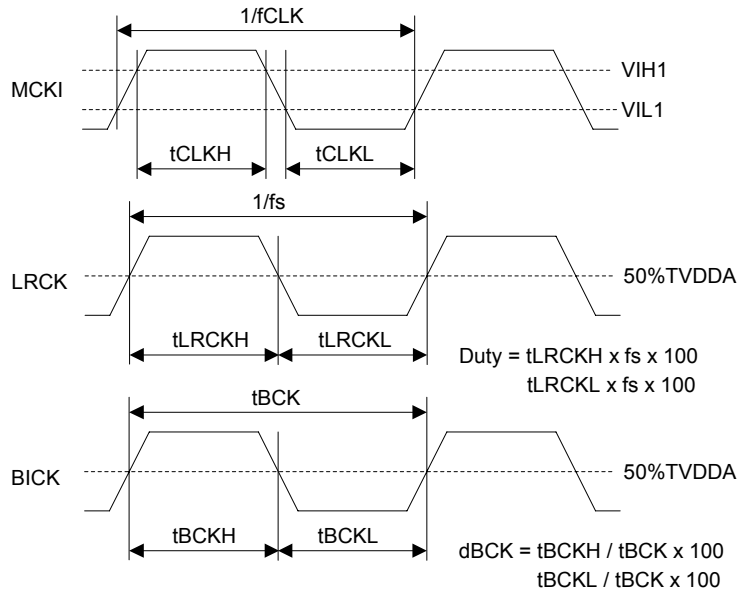 1/fCLK
MCKI
VIH1
VIL1
tCLKH
tCLKL
1/fs
LRCK
50%TVDDA
tLRCKH
tLRCKL
Duty = tLRCKH x fs x 100
tLRCKL x fs x 100
tBCK
BICK
50%TVDDA
tBCKH
tBCKL
dBCK = tBCKH / tBCK x 100
tBCKL / tBCK x 100